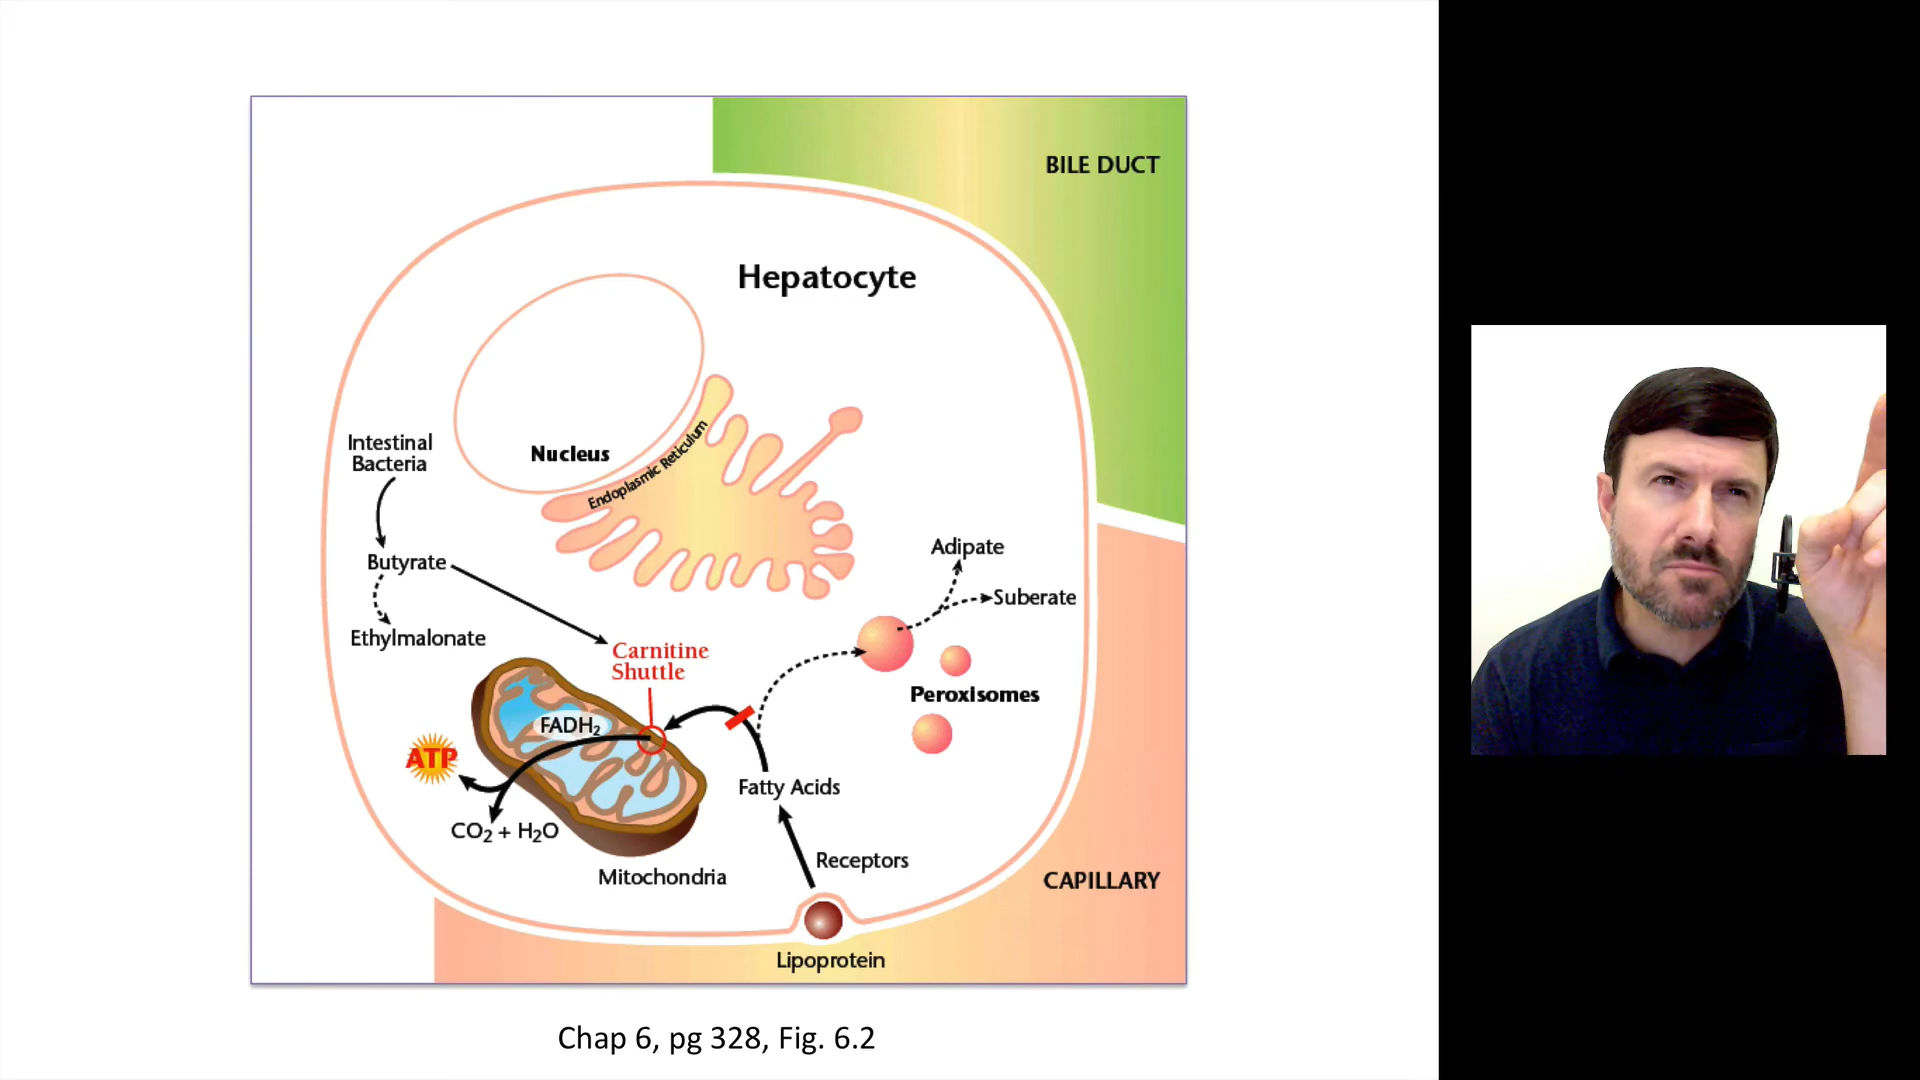 BILE DUCT
Hepatocyte
Nucleus
Endoplasmic Reticulum
Intestinal
Bacteria
Butyrate
Ethylmalonate
Carnitine
Shuttle
Adipate
Suberate
Peroxisomes
FADH₂
ATP
CO₂ + H₂O
Mitochondria
Fatty Acids
Receptors
Lipoprotein
CAPILLARY
Chap 6, pg 328, Fig. 6.2